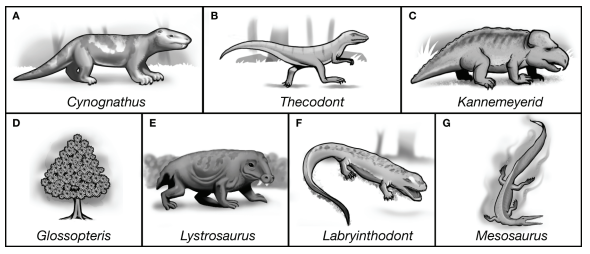 A
Cynognathus
B
Thecodont
C
Kannemeyerid
D
Glossopteris
E
Lystrosaurus
F
Labryinthodont
G
Mesosaurus